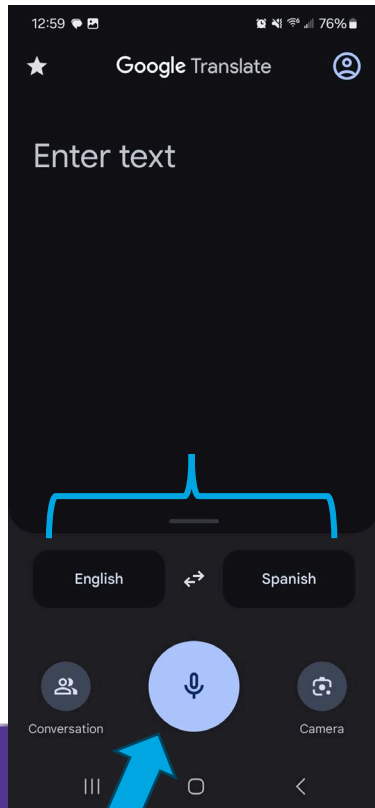 12:59 76%
Google Translate
Enter text
English Spanish
Conversation Camera